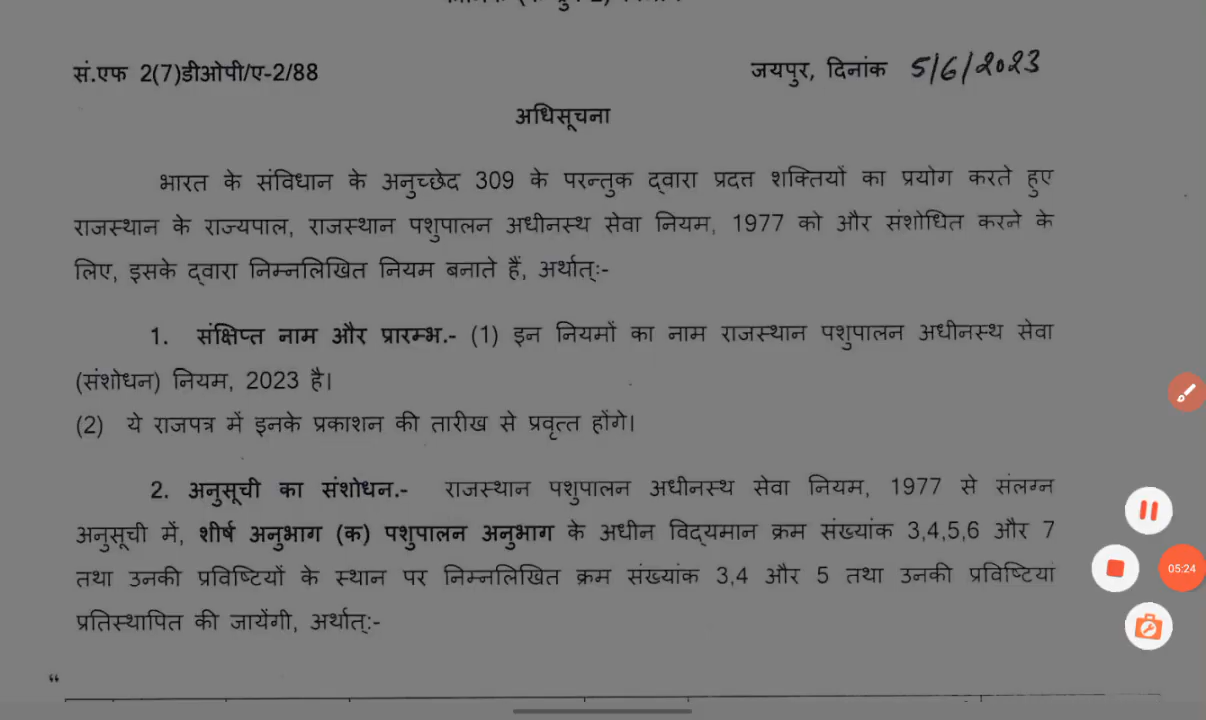 सं.एफ 2(7)डीओपी/ए-2/88 जयपुर, दिनांक 5/6/2023
अधिसूचना
भारत के संविधान के अनुच्छेद 309 के परन्तुक द्वारा प्रदत्त शक्तियों का प्रयोग करते हुए
राजस्थान के राज्यपाल, राजस्थान पशुपालन अधीनस्थ सेवा नियम, 1977 को और संशोधित करने के
लिए, इसके द्वारा निम्नलिखित नियम बनाते हैं, अर्थात्:-
1. संक्षिप्त नाम और प्रारम्भ.- (1) इन नियमों का नाम राजस्थान पशुपालन अधीनस्थ सेवा
(संशोधन) नियम, 2023 है।
(2) ये राजपत्र में इनके प्रकाशन की तारीख से प्रवृत्त होंगे।
2. अनुसूची का संशोधन.- राजस्थान पशुपालन अधीनस्थ सेवा नियम, 1977 से संलग्न
अनुसूची में, शीर्ष अनुभाग (क) पशुपालन अनुभाग के अधीन विद्यमान क्रम संख्यांक 3,4,5,6 और 7
तथा उनकी प्रविष्टियों के स्थान पर निम्नलिखित क्रम संख्यांक 3,4 और 5 तथा उनकी प्रविष्टियां
प्रतिस्थापित की जायेंगी, अर्थात्:-
05:24
“